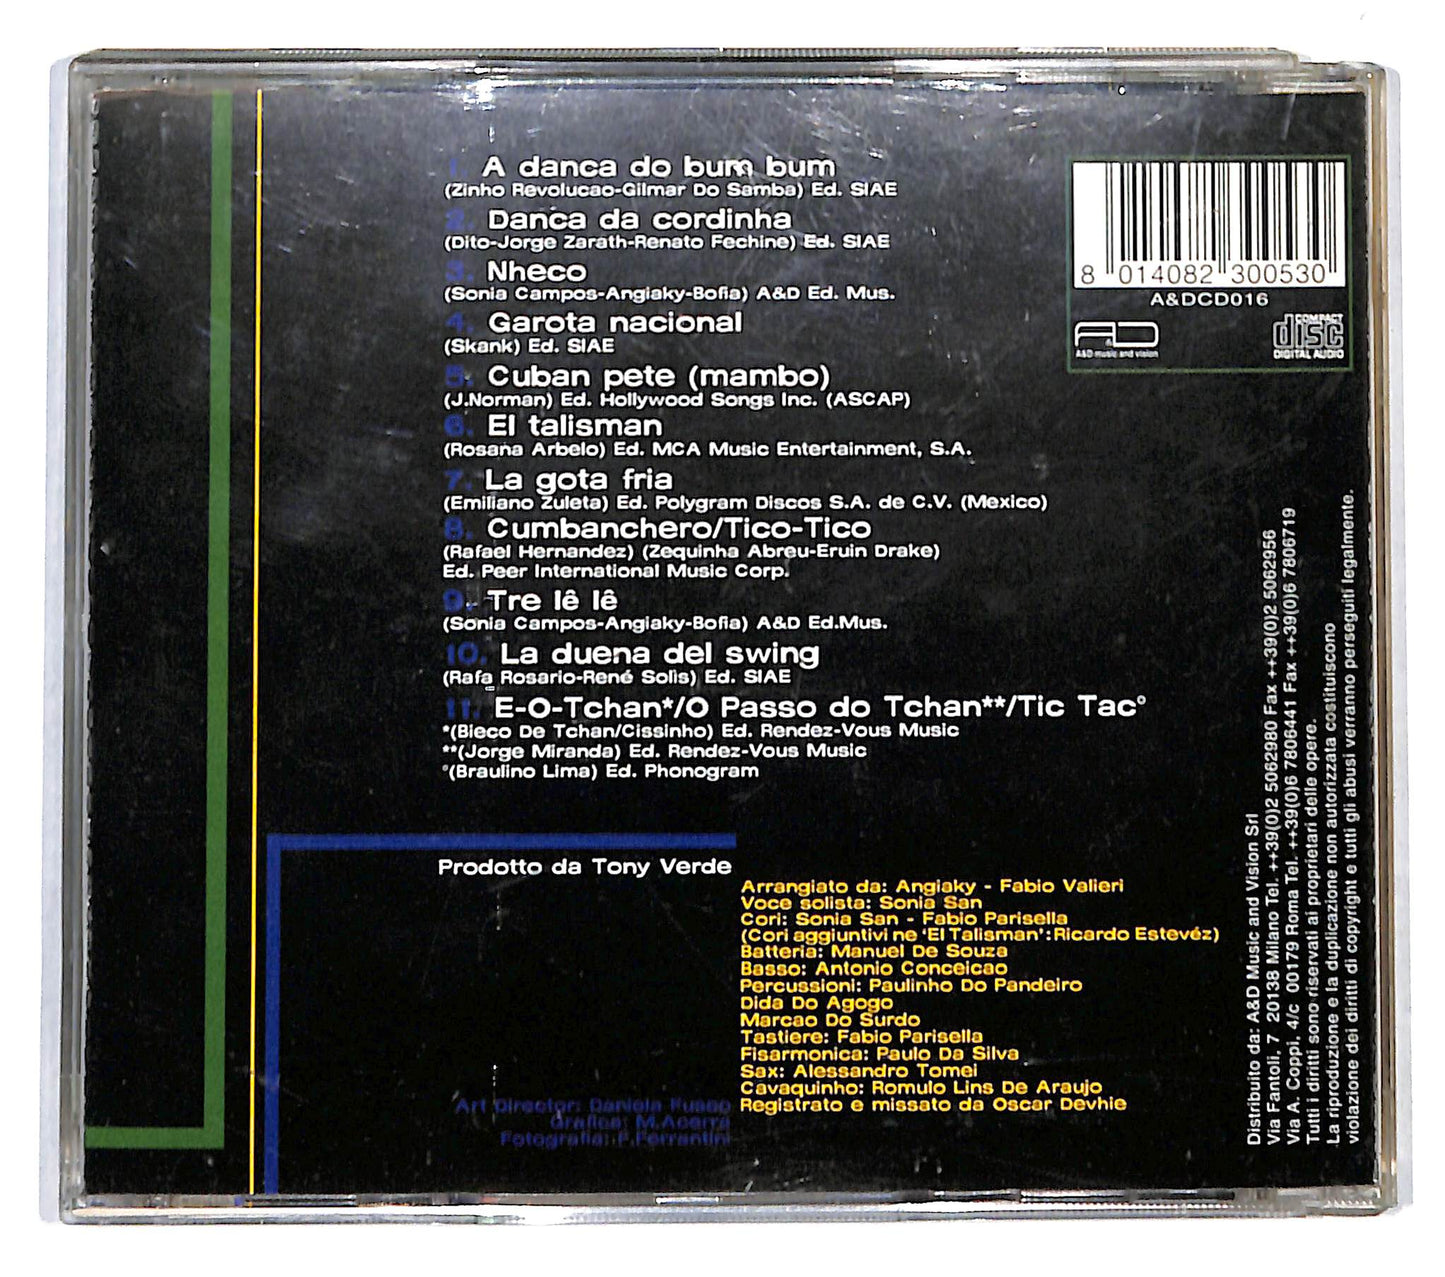 1. A danca do bum bum
(Zinho Revolucao-Gilmar Do Samba) Ed. SIAE
2. Danca da cordinha
(Dito-Jorge Zarath-Renato Fechine) Ed. SIAE
3. Nheco
(Sonia Campos-Angiaky-Bofia) A&D Ed. Mus.
4. Garota nacional
(Skank) Ed. SIAE
5. Cuban pete (mambo)
(J.Norman) Ed. Hollywood Songs Inc. (ASCAP)
6. El talisman
(Rosana Arbelo) Ed. MCA Music Entertainment, S.A.
7. La gota fria
(Emiliano Zuleta) Ed. Polygram Discos S.A. de C.V. (Mexico)
8. Cumbanchero/Tico-Tico
(Rafael Hernandez) (Zequinha Abreu-Eruin Drake)
Ed. Peer International Music Corp.
9. Tre lê lê
(Sonia Campos-Angiaky-Bofia) A&D Ed.Mus.
10. La duena del swing
(Rafa Rosario-René Solis) Ed. SIAE
11. E-O-Tchan*/O Passo do Tchan**/Tic Tac°
*(Bieco De Tchan/Cissinho) Ed. Rendez-Vous Music
**(Jorge Miranda) Ed. Rendez-Vous Music
°(Braulino Lima) Ed. Phonogram
8 014082 300530
A&DCD016
A&D
A&D music and vision
COMPACT
disc
DIGITAL AUDIO
Prodotto da Tony Verde
Arrangiato da: Angiaky - Fabio Valieri
Voce solista: Sonia San
Cori: Sonia San - Fabio Parisella
(Cori aggiuntivi ne 'El Talisman':Ricardo Estevéz)
Batteria: Manuel De Souza
Basso: Antonio Conceicao
Percussioni: Paulinho Do Pandeiro
Dida Do Agogo
Marcao Do Surdo
Tastiere: Fabio Parisella
Fisarmonica: Paulo Da Silva
Sax: Alessandro Tomei
Cavaquinho: Romulo Lins De Araujo
Registrato e missato da Oscar Devhie
Art Director: Daniela Fusco
Grafica: M.Acerra
Fotografia: F.Ferrantini
Distribuito da: A&D Music and Vision Srl
Via Fantoli, 7 20138 Milano Tel. ++39(0)2 5062980 Fax ++39(0)2 5062956
Via A. Coppi, 4/c 00179 Roma Tel. ++39(0)6 7806441 Fax ++39(0)6 7806719
Tutti i diritti sono riservati ai proprietari delle opere.
La riproduzione e la duplicazione non autorizzata costituiscono
violazione dei diritti di copyright e tutti gli abusi verranno perseguiti legalmente.